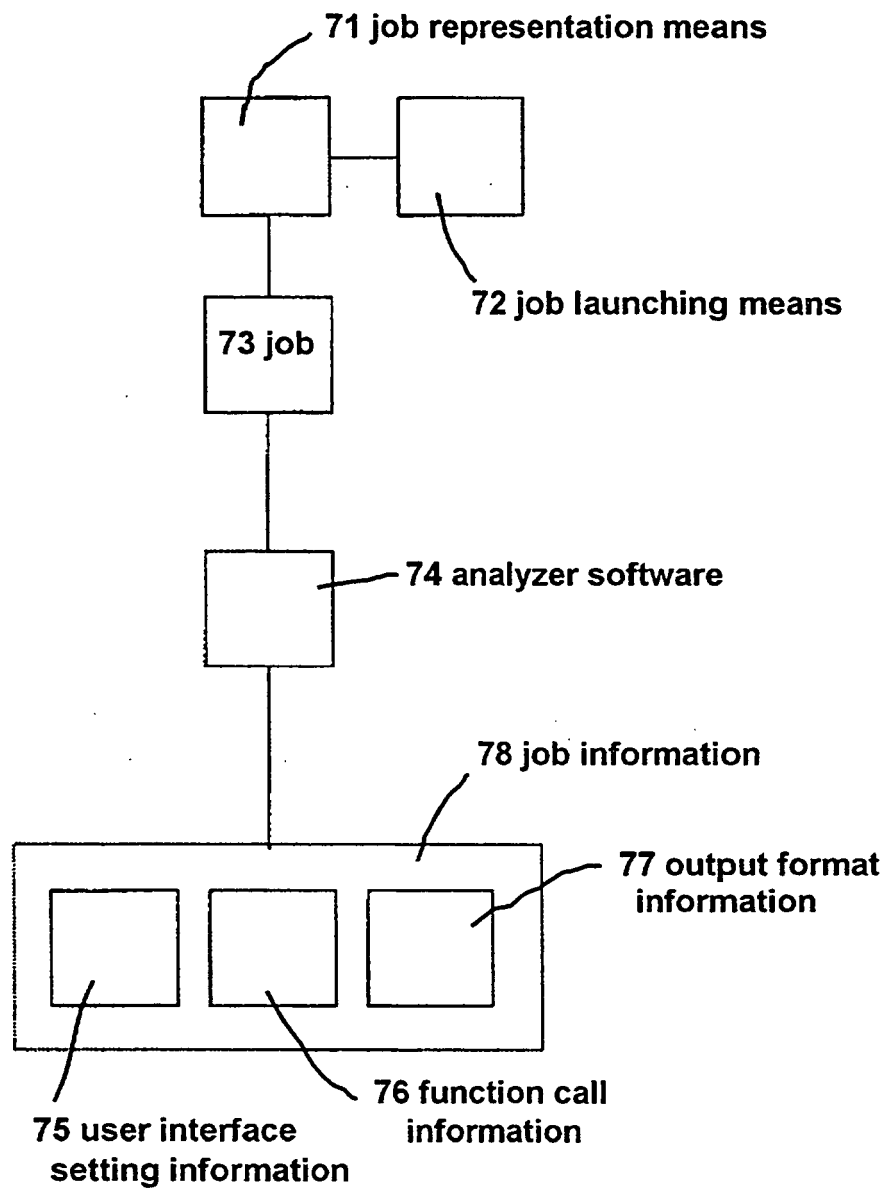 71 job representation means
72 job launching means
73 job
74 analyzer software
78 job information
77 output format
information
76 function call
information
75 user interface
setting information